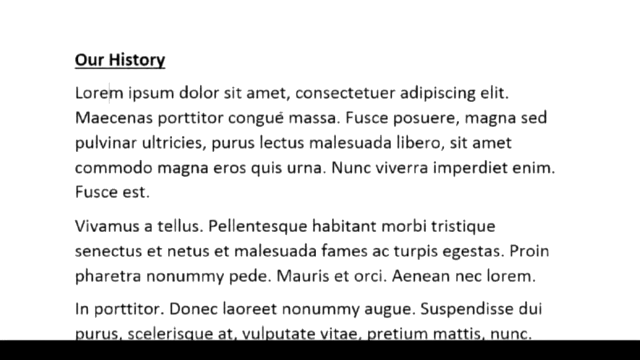 Our History
Lorem ipsum dolor sit amet, consectetuer adipiscing elit.
Maecenas porttitor congue massa. Fusce posuere, magna sed
pulvinar ultricies, purus lectus malesuada libero, sit amet
commodo magna eros quis urna. Nunc viverra imperdiet enim.
Fusce est.
Vivamus a tellus. Pellentesque habitant morbi tristique
senectus et netus et malesuada fames ac turpis egestas. Proin
pharetra nonummy pede. Mauris et orci. Aenean nec lorem.
In porttitor. Donec laoreet nonummy augue. Suspendisse dui
purus, scelerisque at, vulputate vitae, pretium mattis, nunc.